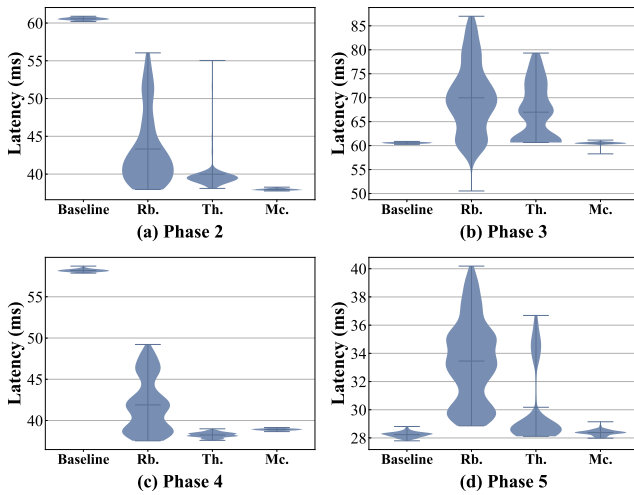 Latency (ms)
60
55
50
45
40
Baseline Rb. Th. Mc.
(a) Phase 2
Latency (ms)
85
80
75
70
65
60
55
50
Baseline Rb. Th. Mc.
(b) Phase 3
Latency (ms)
55
50
45
40
Baseline Rb. Th. Mc.
(c) Phase 4
Latency (ms)
40
38
36
34
32
30
28
Baseline Rb. Th. Mc.
(d) Phase 5